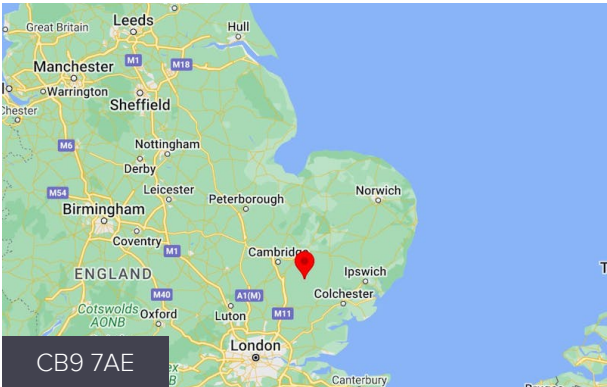 Leeds
Great Britain
Hull
M1
Manchester
M18
Warrington
Sheffield
Chester
M6
Nottingham
Derby
M54
Leicester
Peterborough
Norwich
Birmingham
Coventry
M1
Cambridge
ENGLAND
Ipswich
M40
A1(M)
Colchester
Cotswolds
AONB
Oxford
Luton
M11
London
CB9 7AE
Canterbury